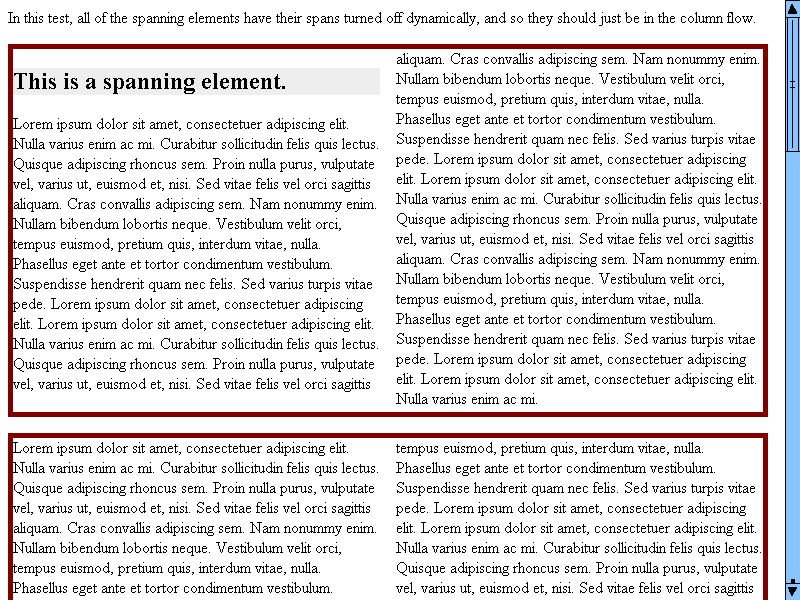 In this test, all of the spanning elements have their spans turned off dynamically, and so they should just be in the column flow.
This is a spanning element.
Lorem ipsum dolor sit amet, consectetuer adipiscing elit.
Nulla varius enim ac mi. Curabitur sollicitudin felis quis lectus.
Quisque adipiscing rhoncus sem. Proin nulla purus, vulputate
vel, varius ut, euismod et, nisi. Sed vitae felis vel orci sagittis
aliquam. Cras convallis adipiscing sem. Nam nonummy enim.
Nullam bibendum lobortis neque. Vestibulum velit orci,
tempus euismod, pretium quis, interdum vitae, nulla.
Phasellus eget ante et tortor condimentum vestibulum.
Suspendisse hendrerit quam nec felis. Sed varius turpis vitae
pede. Lorem ipsum dolor sit amet, consectetuer adipiscing
elit. Lorem ipsum dolor sit amet, consectetuer adipiscing elit.
Nulla varius enim ac mi. Curabitur sollicitudin felis quis lectus.
Quisque adipiscing rhoncus sem. Proin nulla purus, vulputate
vel, varius ut, euismod et, nisi. Sed vitae felis vel orci sagittis
aliquam. Cras convallis adipiscing sem. Nam nonummy enim.
Nullam bibendum lobortis neque. Vestibulum velit orci,
tempus euismod, pretium quis, interdum vitae, nulla.
Phasellus eget ante et tortor condimentum vestibulum.
Suspendisse hendrerit quam nec felis. Sed varius turpis vitae
pede. Lorem ipsum dolor sit amet, consectetuer adipiscing
elit. Lorem ipsum dolor sit amet, consectetuer adipiscing elit.
Nulla varius enim ac mi. Curabitur sollicitudin felis quis lectus.
Quisque adipiscing rhoncus sem. Proin nulla purus, vulputate
vel, varius ut, euismod et, nisi. Sed vitae felis vel orci sagittis
aliquam. Cras convallis adipiscing sem. Nam nonummy enim.
Nullam bibendum lobortis neque. Vestibulum velit orci,
tempus euismod, pretium quis, interdum vitae, nulla.
Phasellus eget ante et tortor condimentum vestibulum.
Suspendisse hendrerit quam nec felis. Sed varius turpis vitae
pede. Lorem ipsum dolor sit amet, consectetuer adipiscing
elit. Lorem ipsum dolor sit amet, consectetuer adipiscing elit.
Nulla varius enim ac mi.
Lorem ipsum dolor sit amet, consectetuer adipiscing elit.
Nulla varius enim ac mi. Curabitur sollicitudin felis quis lectus.
Quisque adipiscing rhoncus sem. Proin nulla purus, vulputate
vel, varius ut, euismod et, nisi. Sed vitae felis vel orci sagittis
aliquam. Cras convallis adipiscing sem. Nam nonummy enim.
Nullam bibendum lobortis neque. Vestibulum velit orci,
tempus euismod, pretium quis, interdum vitae, nulla.
Phasellus eget ante et tortor condimentum vestibulum.
tempus euismod, pretium quis, interdum vitae, nulla.
Phasellus eget ante et tortor condimentum vestibulum.
Suspendisse hendrerit quam nec felis. Sed varius turpis vitae
pede. Lorem ipsum dolor sit amet, consectetuer adipiscing
elit. Lorem ipsum dolor sit amet, consectetuer adipiscing elit.
Nulla varius enim ac mi. Curabitur sollicitudin felis quis lectus.
Quisque adipiscing rhoncus sem. Proin nulla purus, vulputate
vel, varius ut, euismod et, nisi. Sed vitae felis vel orci sagittis